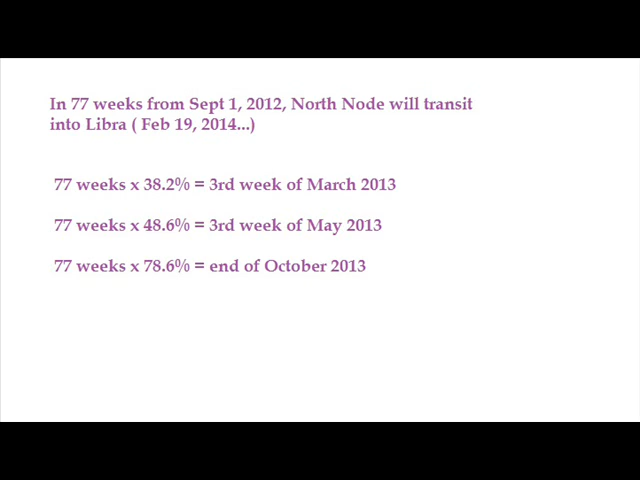 In 77 weeks from Sept 1, 2012, North Node will transit
into Libra ( Feb 19, 2014...)
77 weeks x 38.2% = 3rd week of March 2013
77 weeks x 48.6% = 3rd week of May 2013
77 weeks x 78.6% = end of October 2013